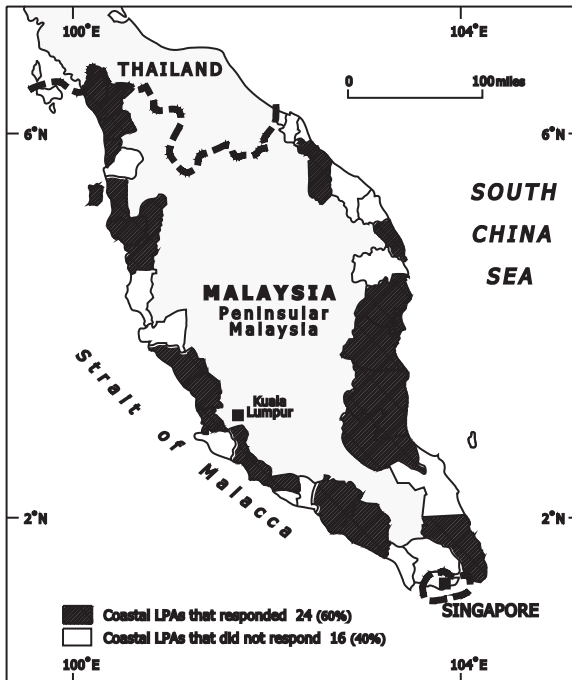 100°E 104°E
THAILAND
0 100 miles
6°N 6°N
SOUTH
CHINA
SEA
MALAYSIA
Peninsular
Malaysia
Strait of Malacca
Kuala
Lumpur
2°N 2°N
SINGAPORE
Coastal LPAs that responded 24 (60%)
Coastal LPAs that did not respond 16 (40%)
100°E 104°E